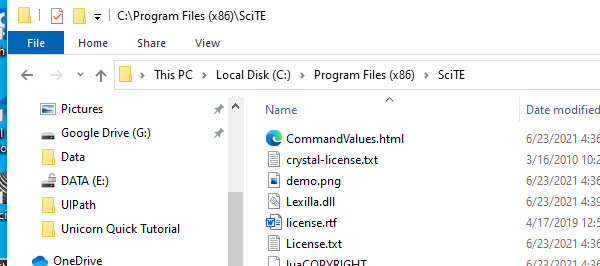 C:\Program Files (x86)\SciTE
File Home Share View
This PC Local Disk (C:) Program Files (x86) SciTE
Pictures
Google Drive (G:)
Data
DATA (E:)
UIPath
Unicorn Quick Tutorial
OneDrive
Name Date modified
CommandValues.html 6/23/2021 4:36
crystal-license.txt 3/16/2010 10:2
demo.png 6/23/2021 4:36
Lexilla.dll 6/23/2021 4:39
license.rtf 4/17/2019 12:5
License.txt 6/23/2021 4:36
luaCOPYRIGHT 6/23/2021 4:36